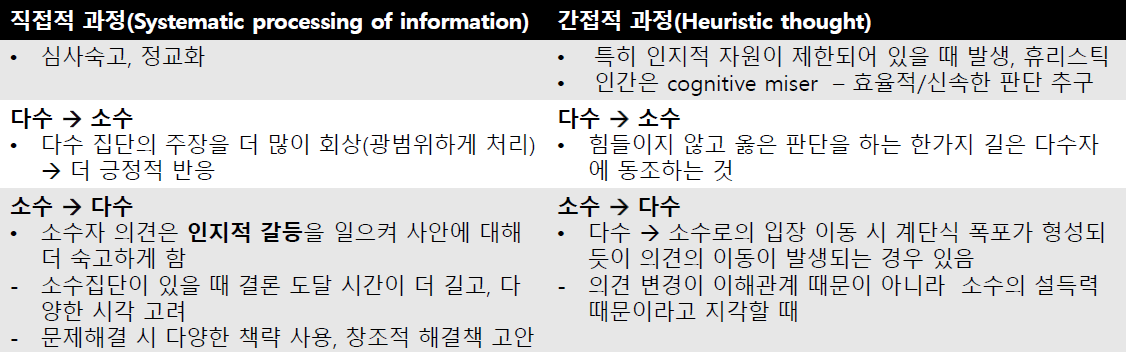 직접적 과정(Systematic processing of information)
간접적 과정(Heuristic thought)
• 심사숙고, 정교화
• 특히 인지적 자원이 제한되어 있을 때 발생, 휴리스틱
• 인간은 cognitive miser – 효율적/신속한 판단 추구
다수 → 소수
• 다수 집단의 주장을 더 많이 회상(광범위하게 처리)
→ 더 긍정적 반응
다수 → 소수
• 힘들이지 않고 옳은 판단을 하는 한가지 길은 다수자
에 동조하는 것
소수 → 다수
• 소수자 의견은 인지적 갈등을 일으켜 사안에 대해
더 숙고하게 함
- 소수집단이 있을 때 결론 도달 시간이 더 길고, 다
양한 시각 고려
- 문제해결 시 다양한 책략 사용, 창조적 해결책 고안
소수 → 다수
• 다수 → 소수로의 입장 이동 시 계단식 폭포가 형성되
듯이 의견의 이동이 발생되는 경우 있음
- 의견 변경이 이해관계 때문이 아니라 소수의 설득력
때문이라고 지각할 때